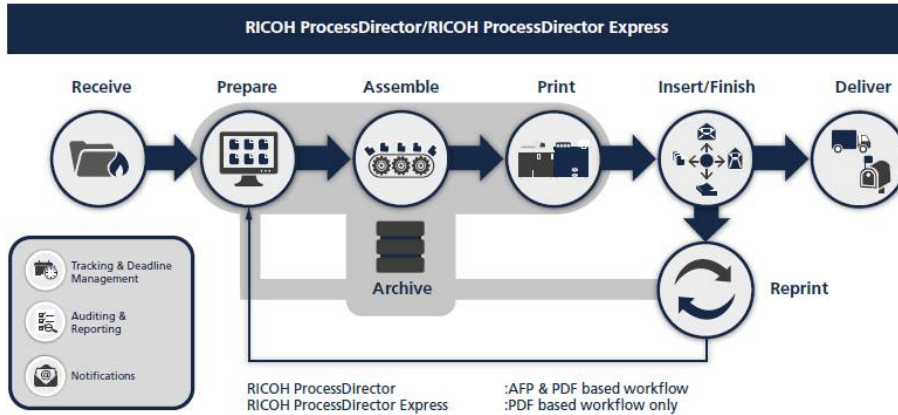 RICOH ProcessDirector/RICOH ProcessDirector Express
Receive
Prepare
Assemble
Print
Insert/Finish
Deliver
Tracking & Deadline
Management
Auditing &
Reporting
Notifications
Archive
Reprint
RICOH ProcessDirector :AFP & PDF based workflow
RICOH ProcessDirector Express :PDF based workflow only